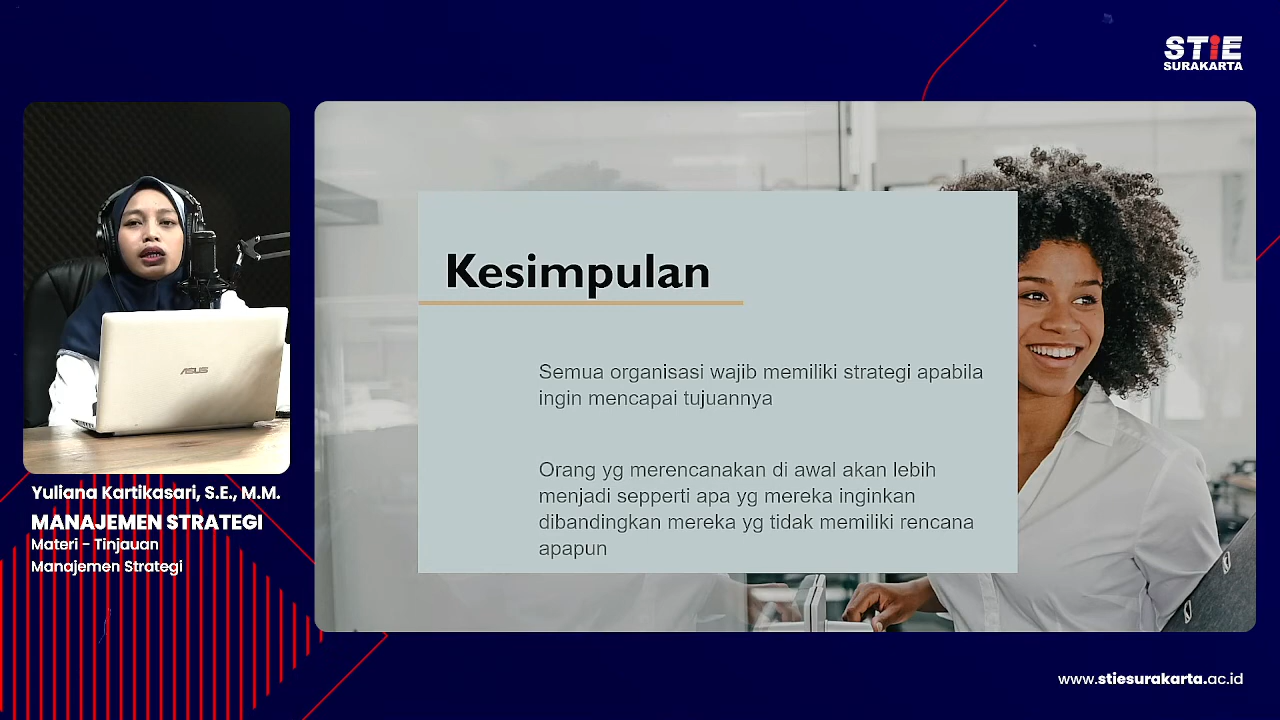 STIE
SURAKARTA
ASUS
Kesimpulan
Semua organisasi wajib memiliki strategi apabila
ingin mencapai tujuannya
Orang yg merencanakan di awal akan lebih
menjadi sepperti apa yg mereka inginkan
dibandingkan mereka yg tidak memiliki rencana
apapun
Yuliana Kartikasari, S.E., M.M.
MANAJEMEN STRATEGI
Materi - Tinjauan
Manajemen Strategi
www.stiesurakarta.ac.id